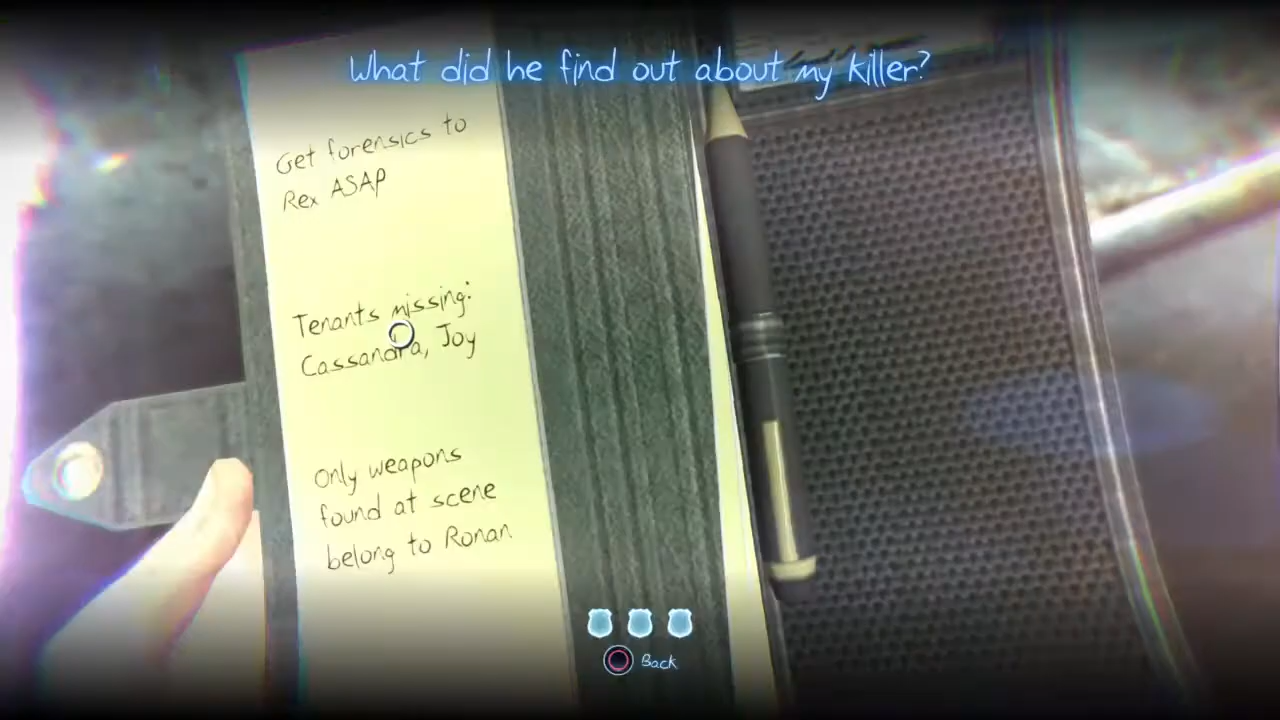 What did he find out about my killer?
Get forensics to
Rex ASAP
Tenants missing:
Cassandra, Joy
Only weapons
found at scene
belong to Ronan
Back